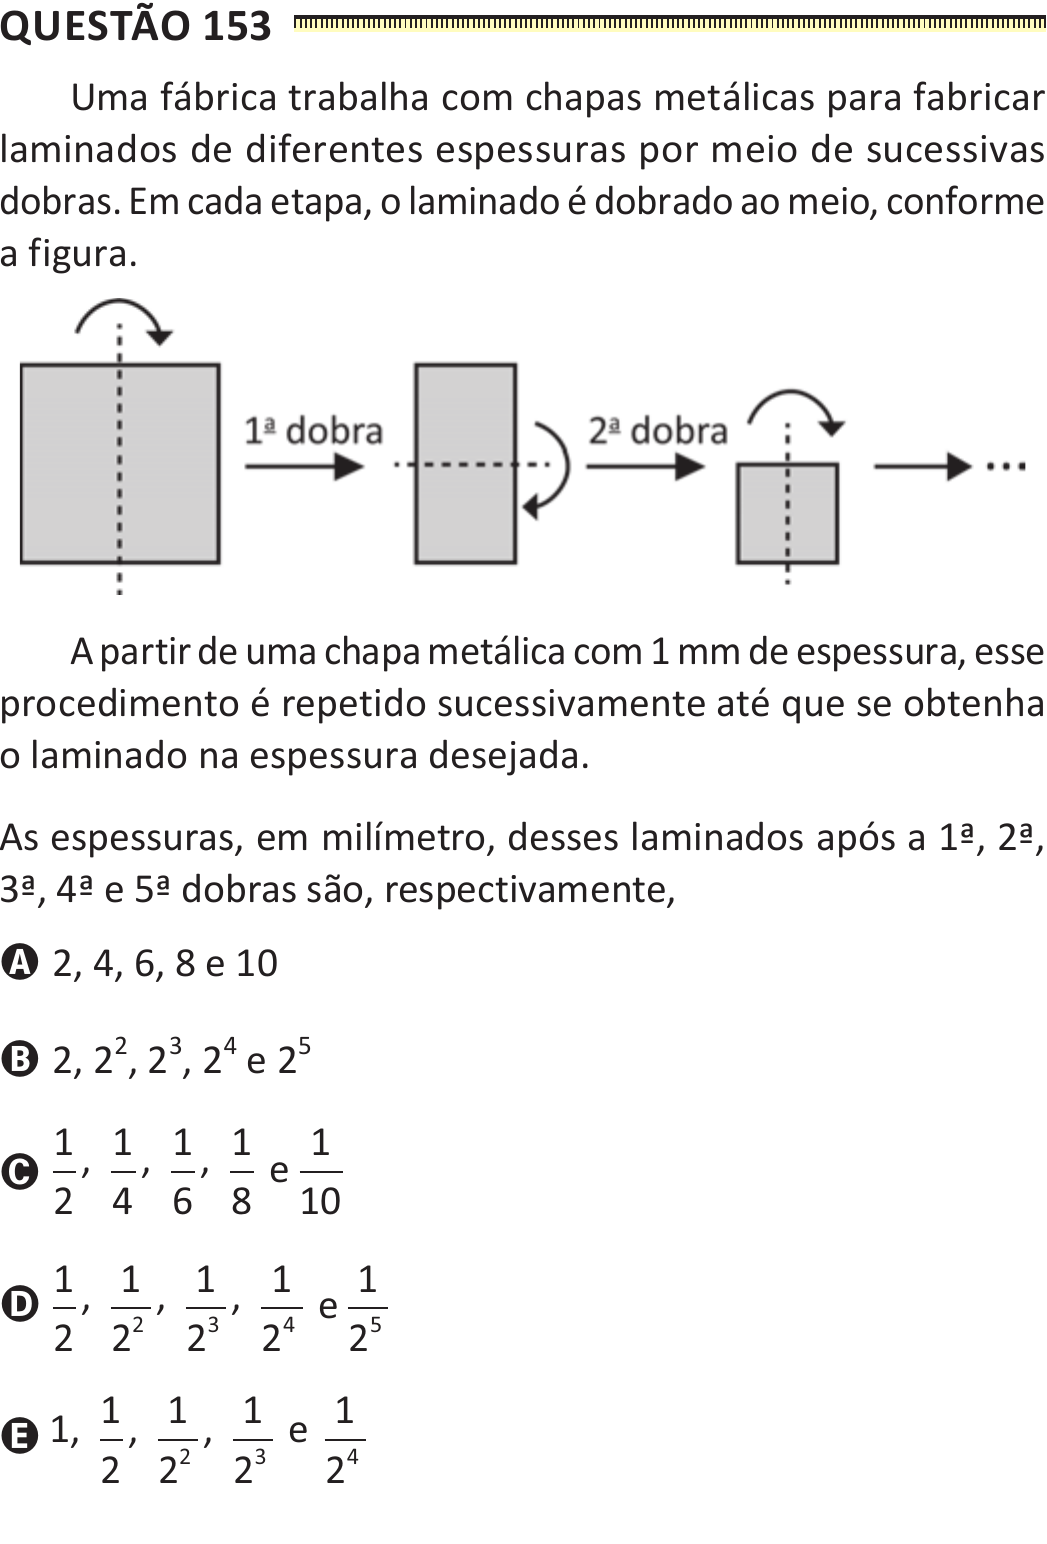 QUESTÃO 153
Uma fábrica trabalha com chapas metálicas para fabricar
laminados de diferentes espessuras por meio de sucessivas
dobras. Em cada etapa, o laminado é dobrado ao meio, conforme
a figura.
1ª dobra
2ª dobra
...
A partir de uma chapa metálica com 1 mm de espessura, esse
procedimento é repetido sucessivamente até que se obtenha
o laminado na espessura desejada.
As espessuras, em milímetro, desses laminados após a 1ª, 2ª,
3ª, 4ª e 5ª dobras são, respectivamente,
A 2, 4, 6, 8 e 10
B 2, 2², 2³, 2⁴ e 2⁵
C 1/2, 1/4, 1/6, 1/8 e 1/10
D 1/2, 1/2², 1/2³, 1/2⁴ e 1/2⁵
E 1, 1/2, 1/2², 1/2³ e 1/2⁴